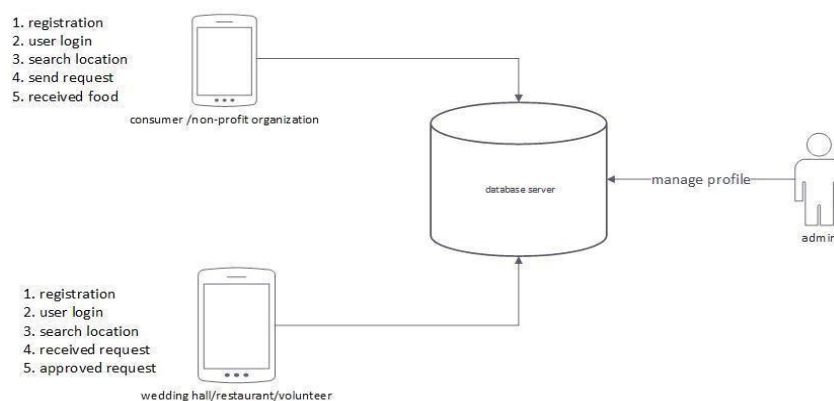 1. registration
2. user login
3. search location
4. send request
5. received food
consumer /non-profit organization
database server
manage profile
admin
1. registration
2. user login
3. search location
4. received request
5. approved request
wedding hall/restaurant/volunteer